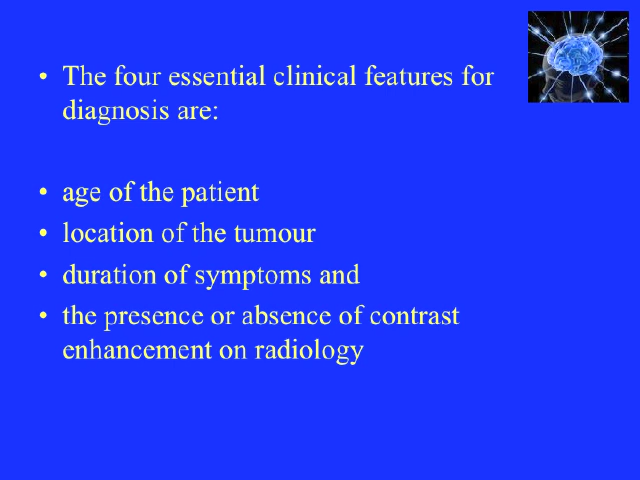 • The four essential clinical features for
diagnosis are:
• age of the patient
• location of the tumour
• duration of symptoms and
• the presence or absence of contrast
enhancement on radiology